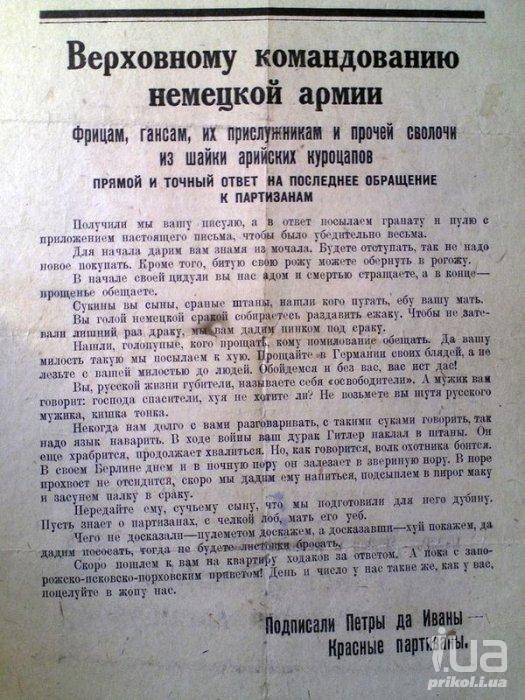 Верховному командованию
немецкой армии
Фрицам, гансам, их прислужникам и прочей сволочи
из шайки арийских куроцапов
ПРЯМОЙ И ТОЧНЫЙ ОТВЕТ НА ПОСЛЕДНЕЕ ОБРАЩЕНИЕ
К ПАРТИЗАНАМ
Получили мы вашу писулю, а в ответ посылаем гранату и пулю с
приложением настоящего письма, чтобы было убедительно весьма.
Для начала дарим вам знамя из мочала. Будете отступать, так не надо
новое покупать. Кроме того, битую свою рожу можете обернуть в рогожу.
В начале своей цидули вы нас адом и смертью стращаете, а в конце—
прощенье обещаете.
Сукины вы сыны, сраные штаны, нашли кого пугать, ебу вашу мать.
Вы голой немецкой сракой собираетесь раздавить ежаку. Чтобы не зате-
вали лишний раз драку, мы вам дадим пинком под сраку.
Нашли, голопупые, кого прощать, кому помилование обещать. Да вашу
милость такую мы посылаем к хую. Прощайте в Германии своих блядей, а не
лезьте с вашей милостью до людей. Обойдемся и без вас, вас ист дас!
Вы, русской жизни губители, называете себя «освободители». А мужик вам
говорит: господа спасители, хуя не хотите ли? Не возьмете вы шутя русского
мужика, кишка тонка.
Некогда нам долго с вами разговаривать, с такими суками говорить, так
надо язык наварить. В ходе войны ваш дурак Гитлер наклал в штаны. Он
еще храбрится, продолжает хвалиться. Но, как говорится, волк охотника боится.
В своем Берлине днем и в ночную пору он залезает в звериную нору. В норе
прохвост не отсидится, скоро мы дадим ему напиться, подсыплем в пирог маку
и засунем палку в сраку.
Передайте ему, сучьему сыну, что мы подготовили для него дубину.
Пусть знает о партизанах, с челкой лоб, мать его уеб.
Чего не досказали—пулеметом доскажем, а досказавши—хуй покажем, да
дадим пососать, тогда не будете листовки бросать.
Скоро пошлем к вам на квартиру ходаков за ответом. А пока с запо-
рожско-псковско-порховским приветом! День и число у нас такие же, как у вас,
поцелуйте в жопу нас.
Подписали Петры да Иваны —
Красные партизаны.
i.ua
prikol.i.ua